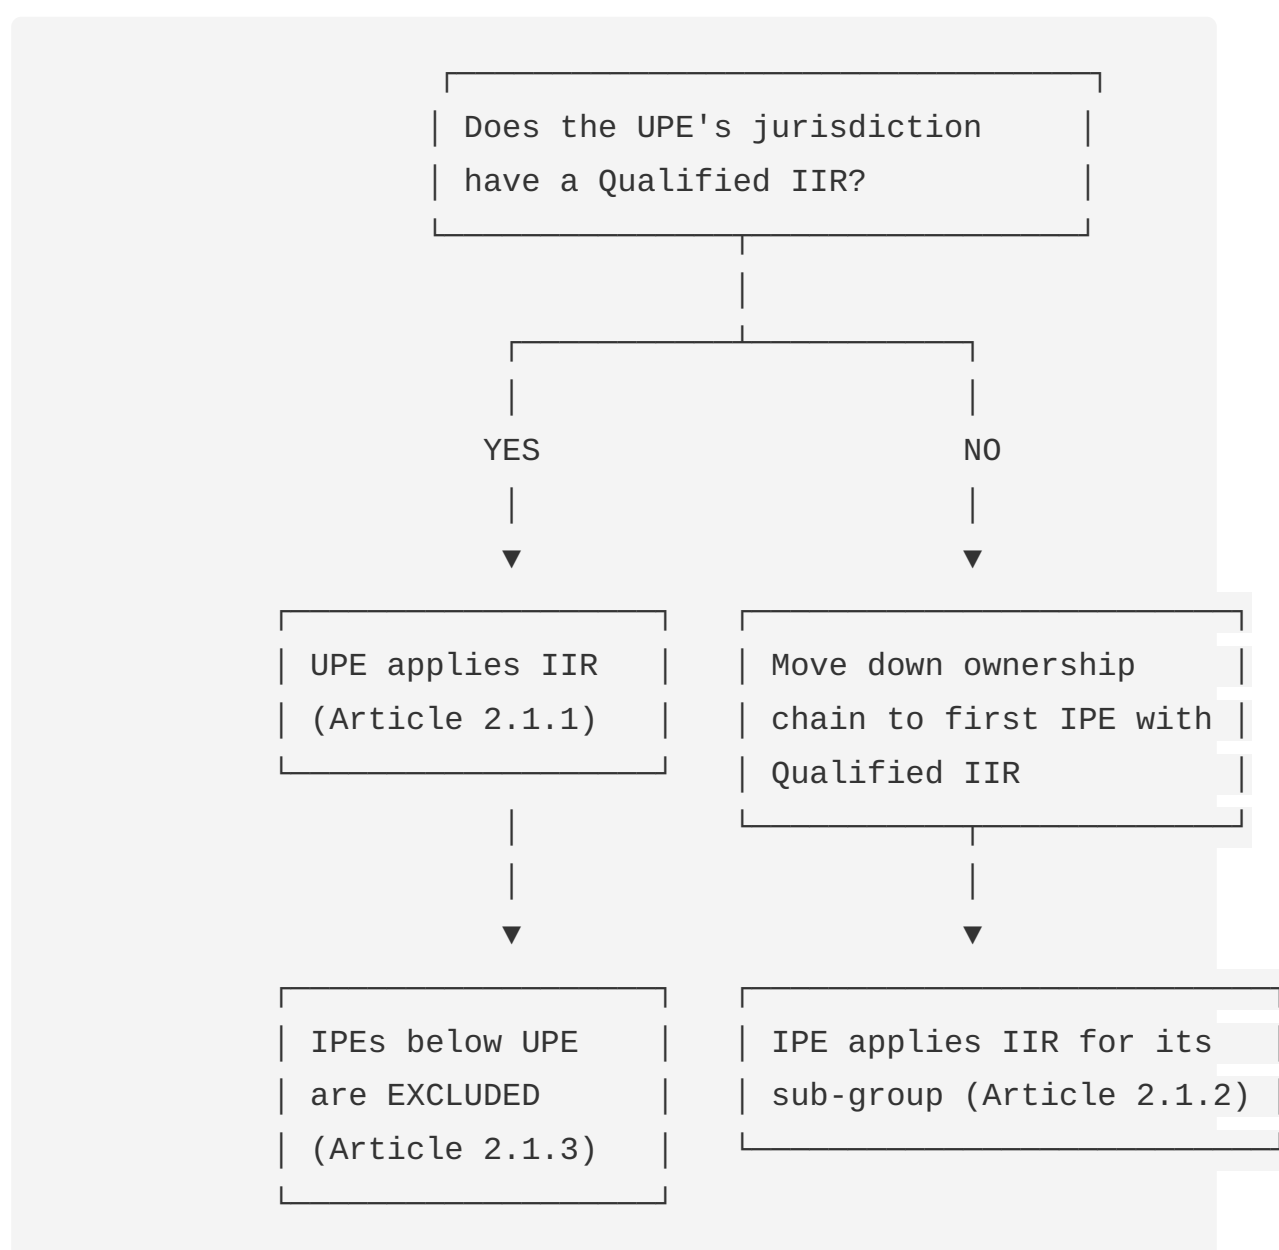 Does the UPE's jurisdiction
have a Qualified IIR?
YES
NO
UPE applies IIR
(Article 2.1.1)
Move down ownership
chain to first IPE with
Qualified IIR
IPEs below UPE
are EXCLUDED
(Article 2.1.3)
IPE applies IIR for its
sub-group (Article 2.1.2)